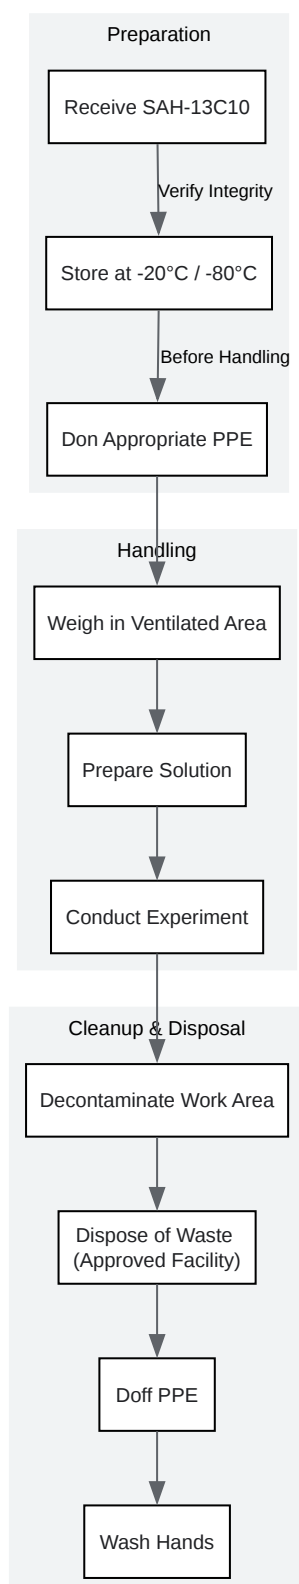 Preparation
Receive SAH-13C10
Verify Integrity
Store at -20°C / -80°C
Before Handling
Don Appropriate PPE
Handling
Weigh in Ventilated Area
Prepare Solution
Conduct Experiment
Cleanup & Disposal
Decontaminate Work Area
Dispose of Waste
(Approved Facility)
Doff PPE
Wash Hands